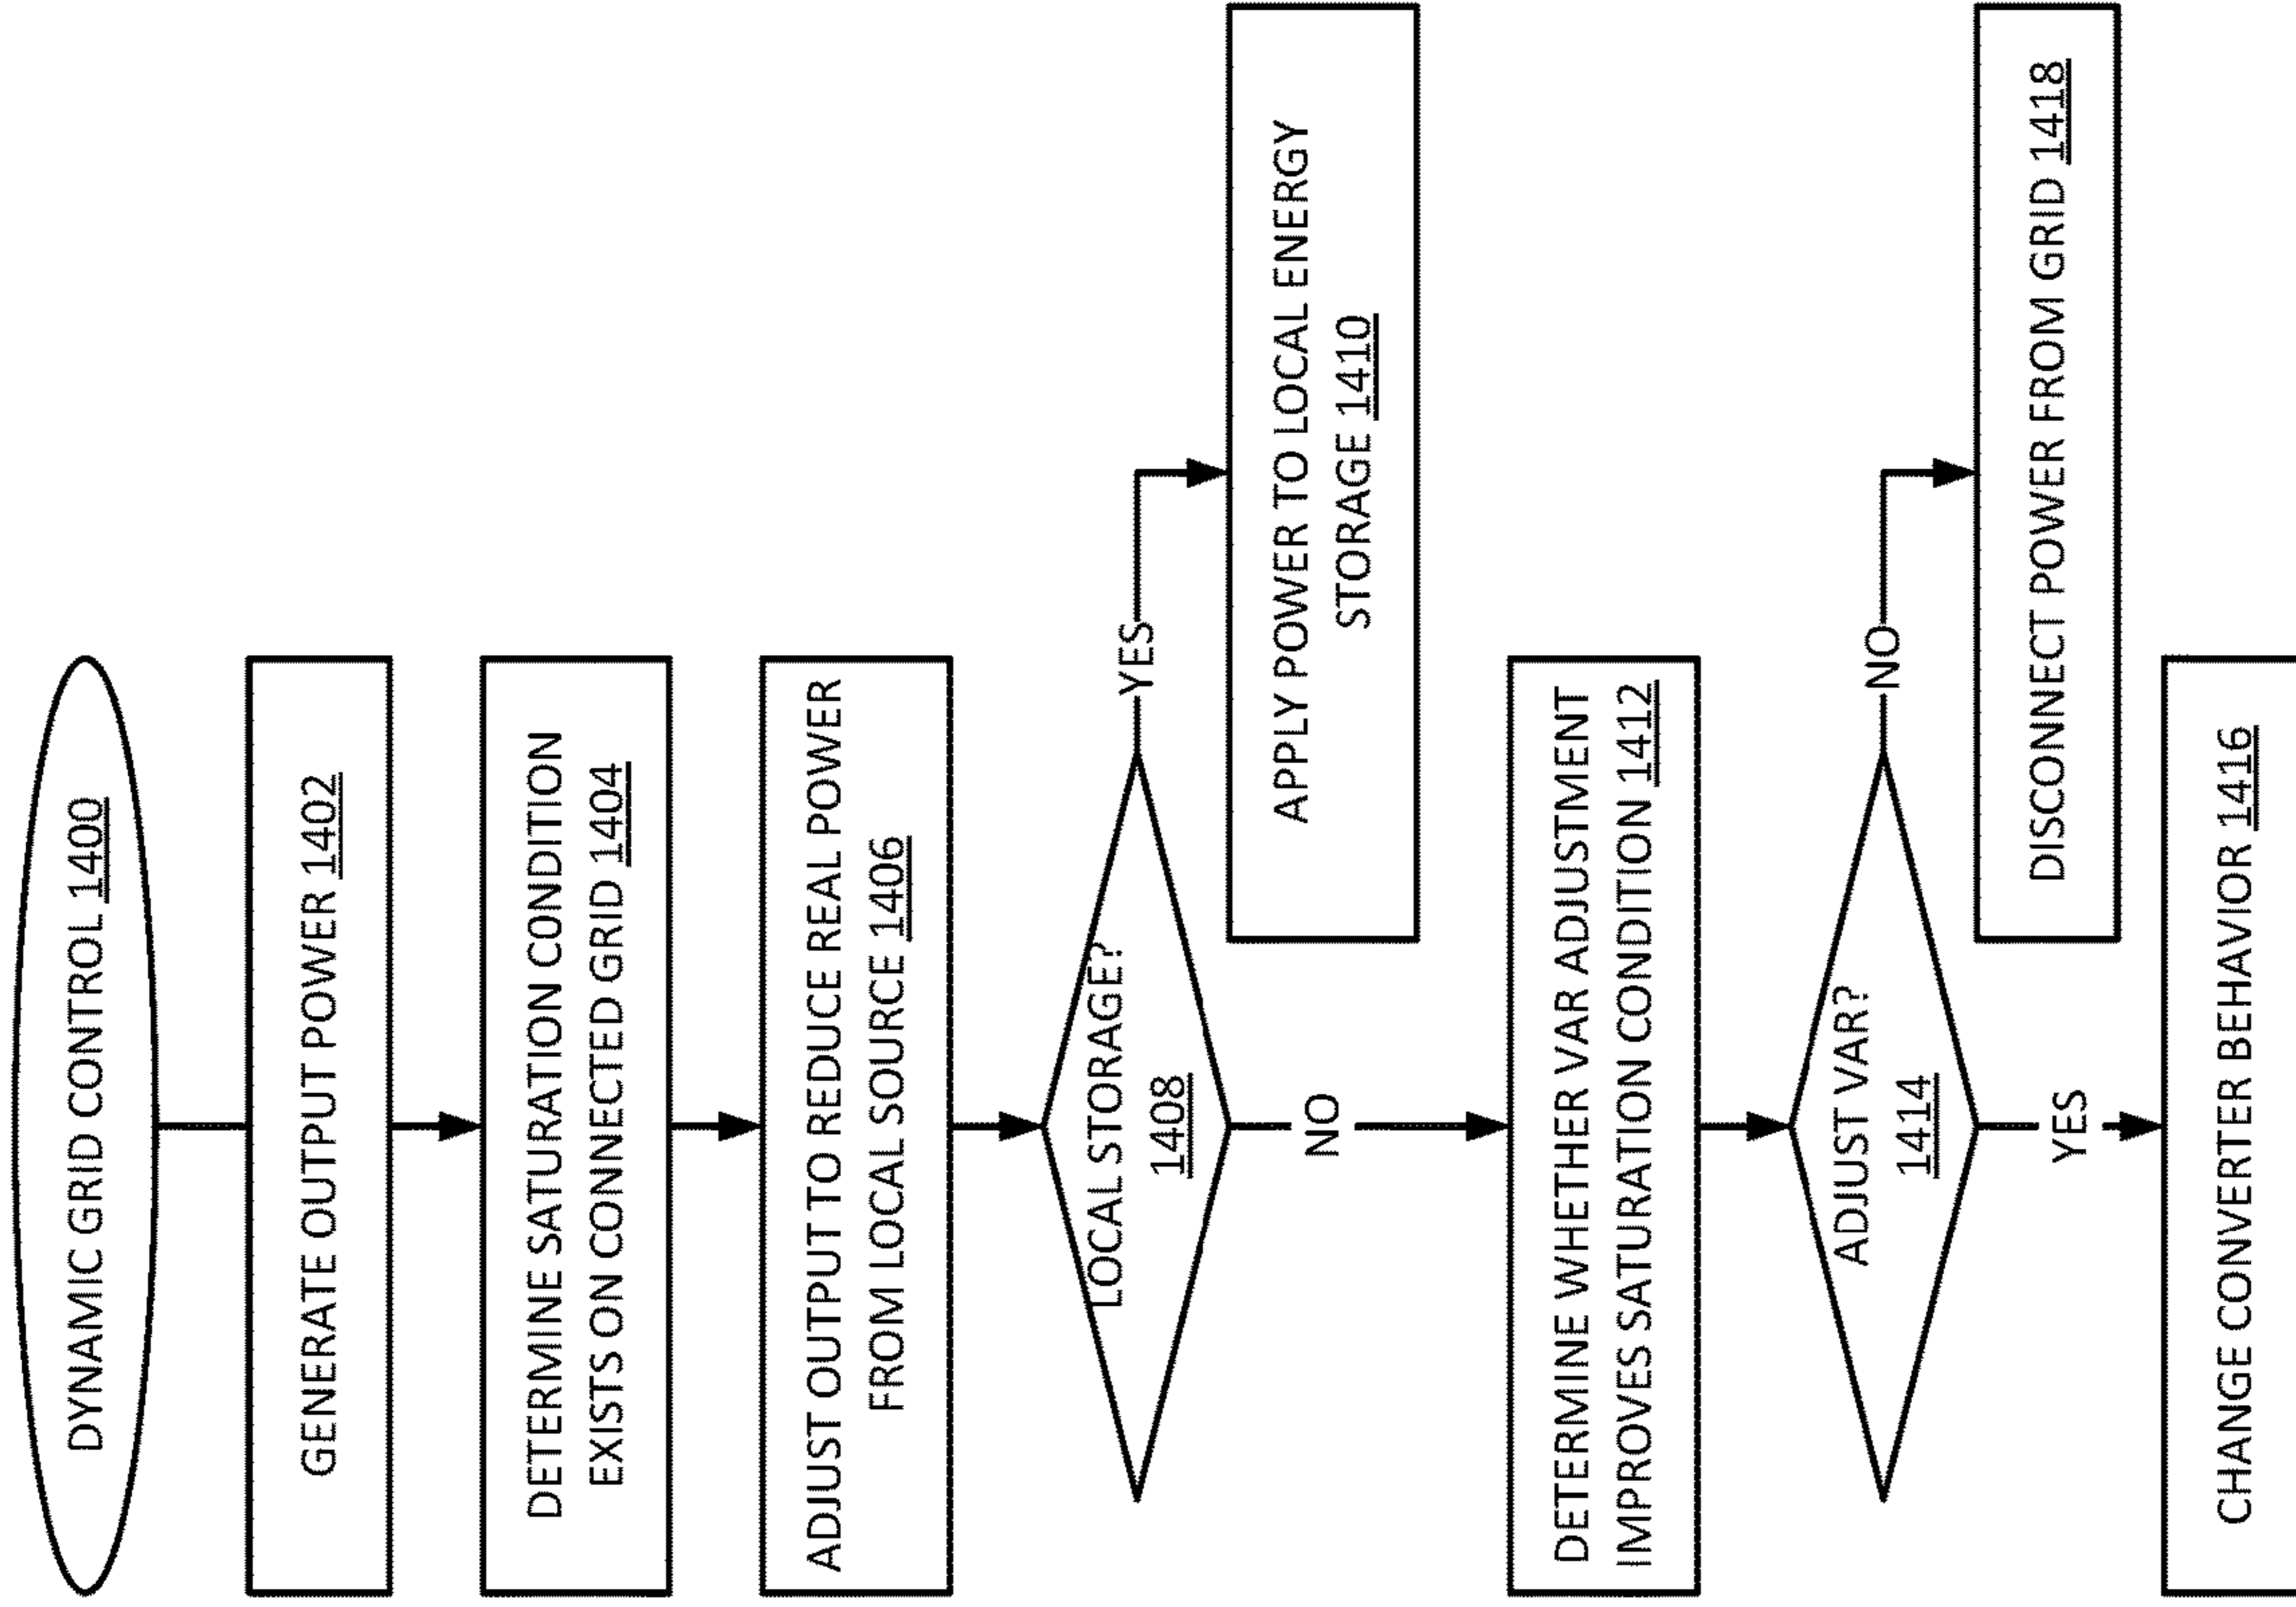 DYNAMIC GRID CONTROL 1400
GENERATE OUTPUT POWER 1402
DETERMINE SATURATION CONDITION
EXISTS ON CONNECTED GRID 1404
ADJUST OUTPUT TO REDUCE REAL POWER
FROM LOCAL SOURCE 1406
LOCAL STORAGE?
1408
YES
APPLY POWER TO LOCAL ENERGY
STORAGE 1410
NO
DETERMINE WHETHER VAR ADJUSTMENT
IMPROVES SATURATION CONDITION 1412
ADJUST VAR?
1414
NO
DISCONNECT POWER FROM GRID 1418
YES
CHANGE CONVERTER BEHAVIOR 1416